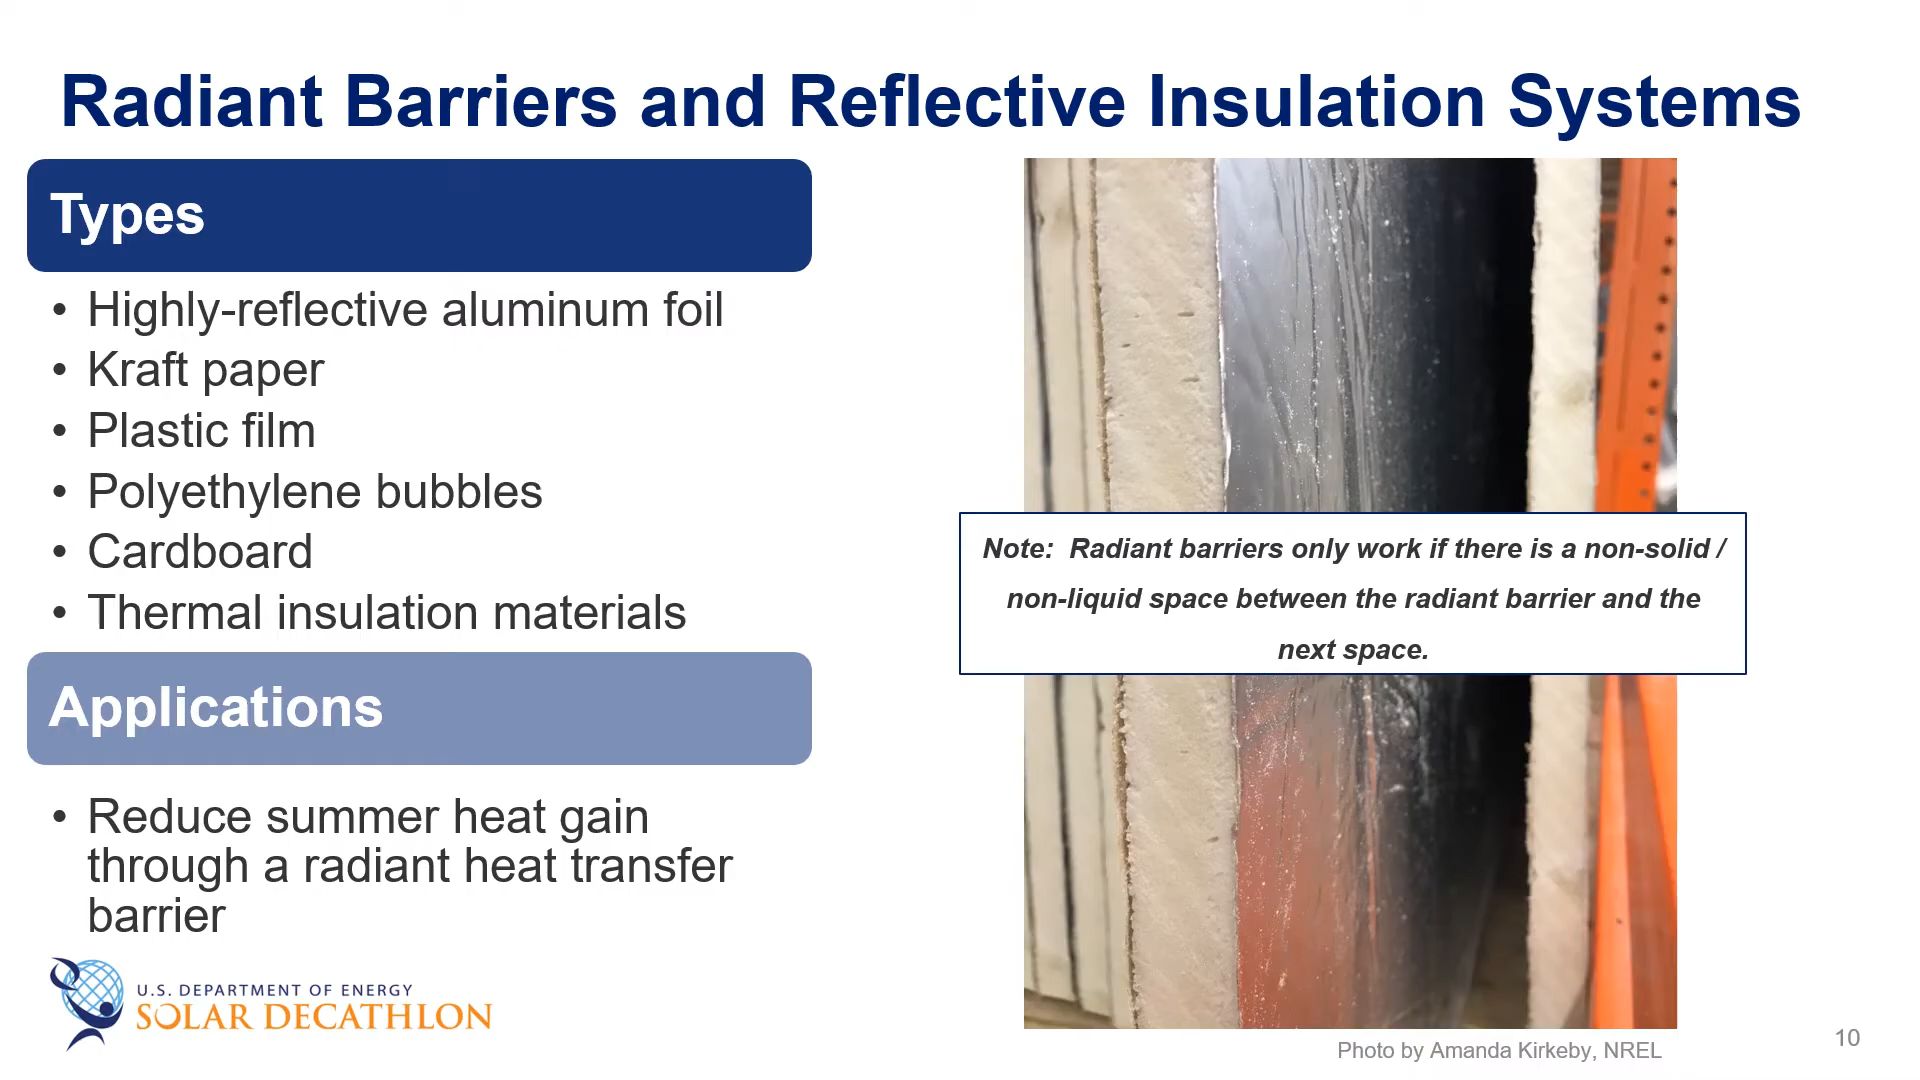 Radiant Barriers and Reflective Insulation Systems
Types
• Highly-reflective aluminum foil
• Kraft paper
• Plastic film
• Polyethylene bubbles
• Cardboard
• Thermal insulation materials
Applications
• Reduce summer heat gain
through a radiant heat transfer
barrier
Note:  Radiant barriers only work if there is a non-solid /
non-liquid space between the radiant barrier and the
next space.
U.S. DEPARTMENT OF ENERGY
SOLAR DECATHLON
Photo by Amanda Kirkeby, NREL
10